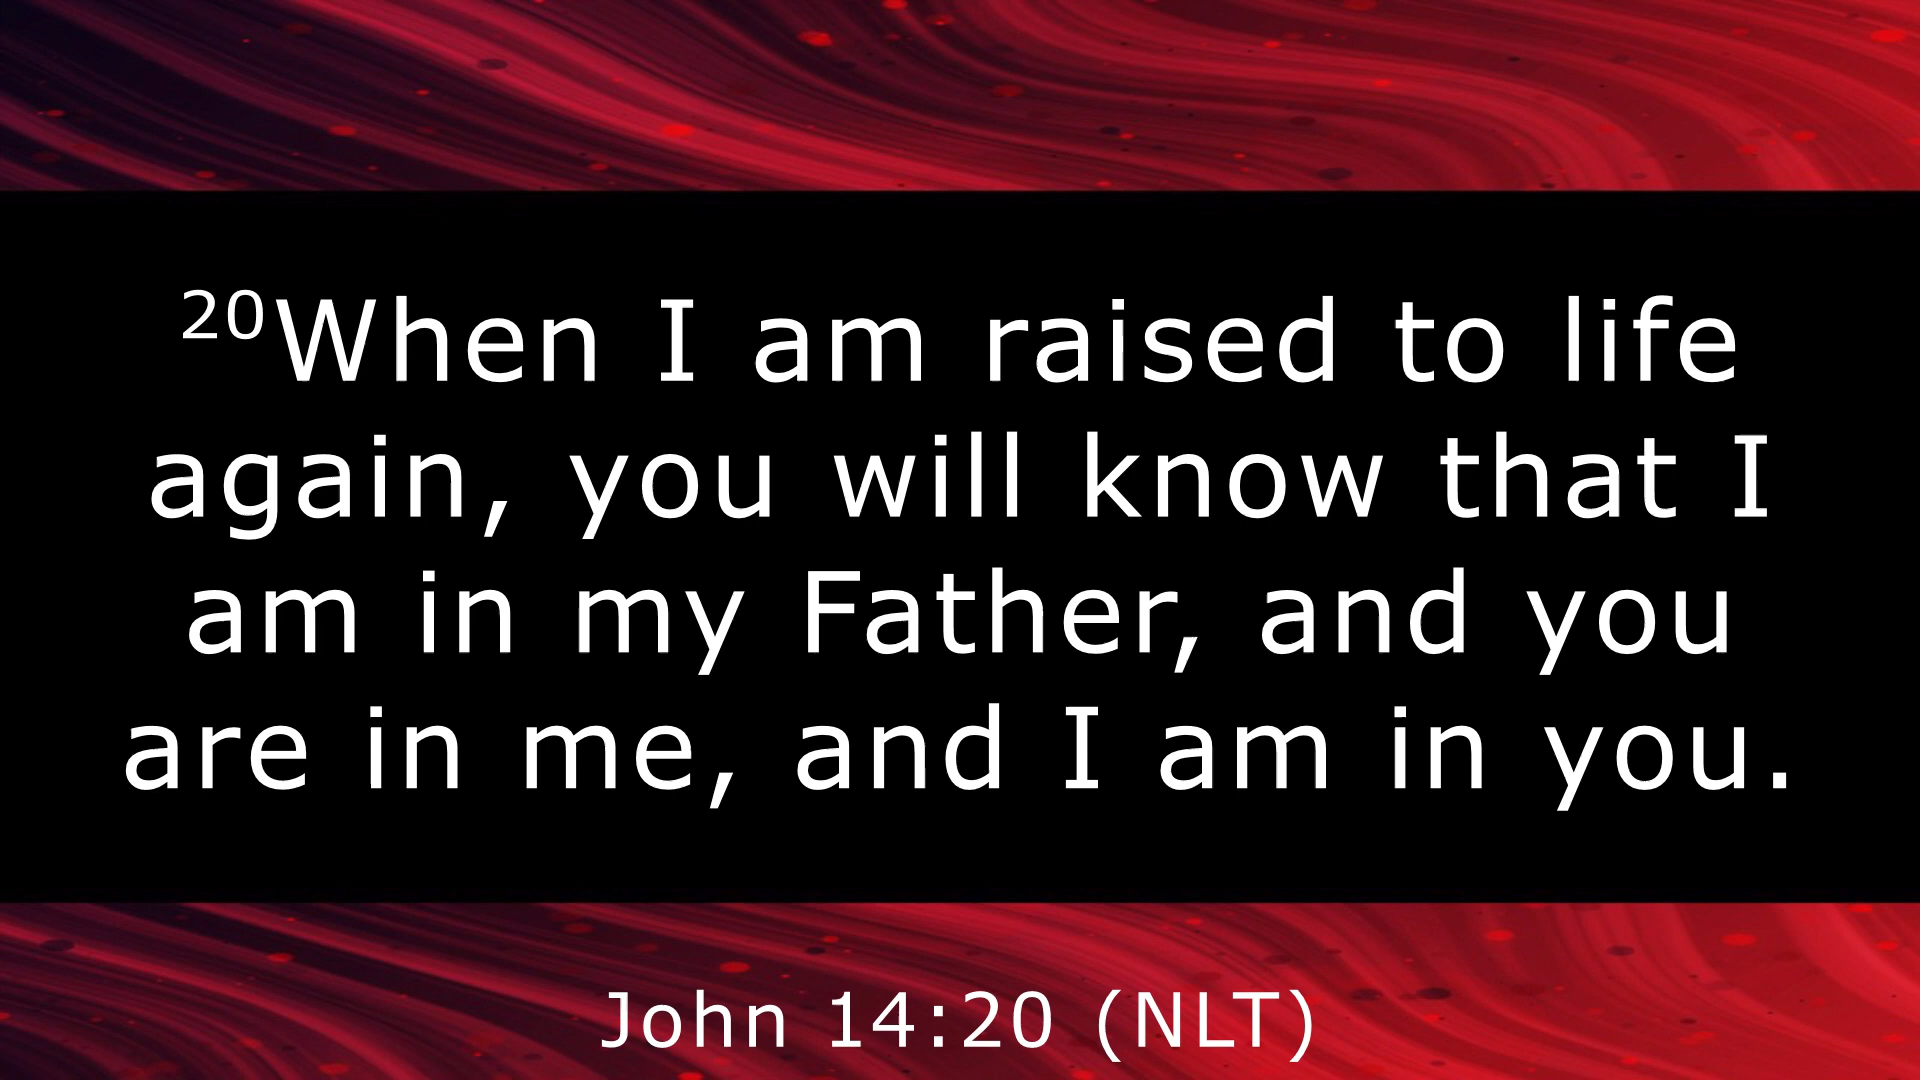 20When I am raised to life
again, you will know that I
am in my Father, and you
are in me, and I am in you.
John 14:20 (NLT)